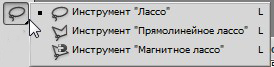 Инструмент "Лассо" L
Инструмент "Прямолинейное лассо" L
Инструмент "Магнитное лассо" L